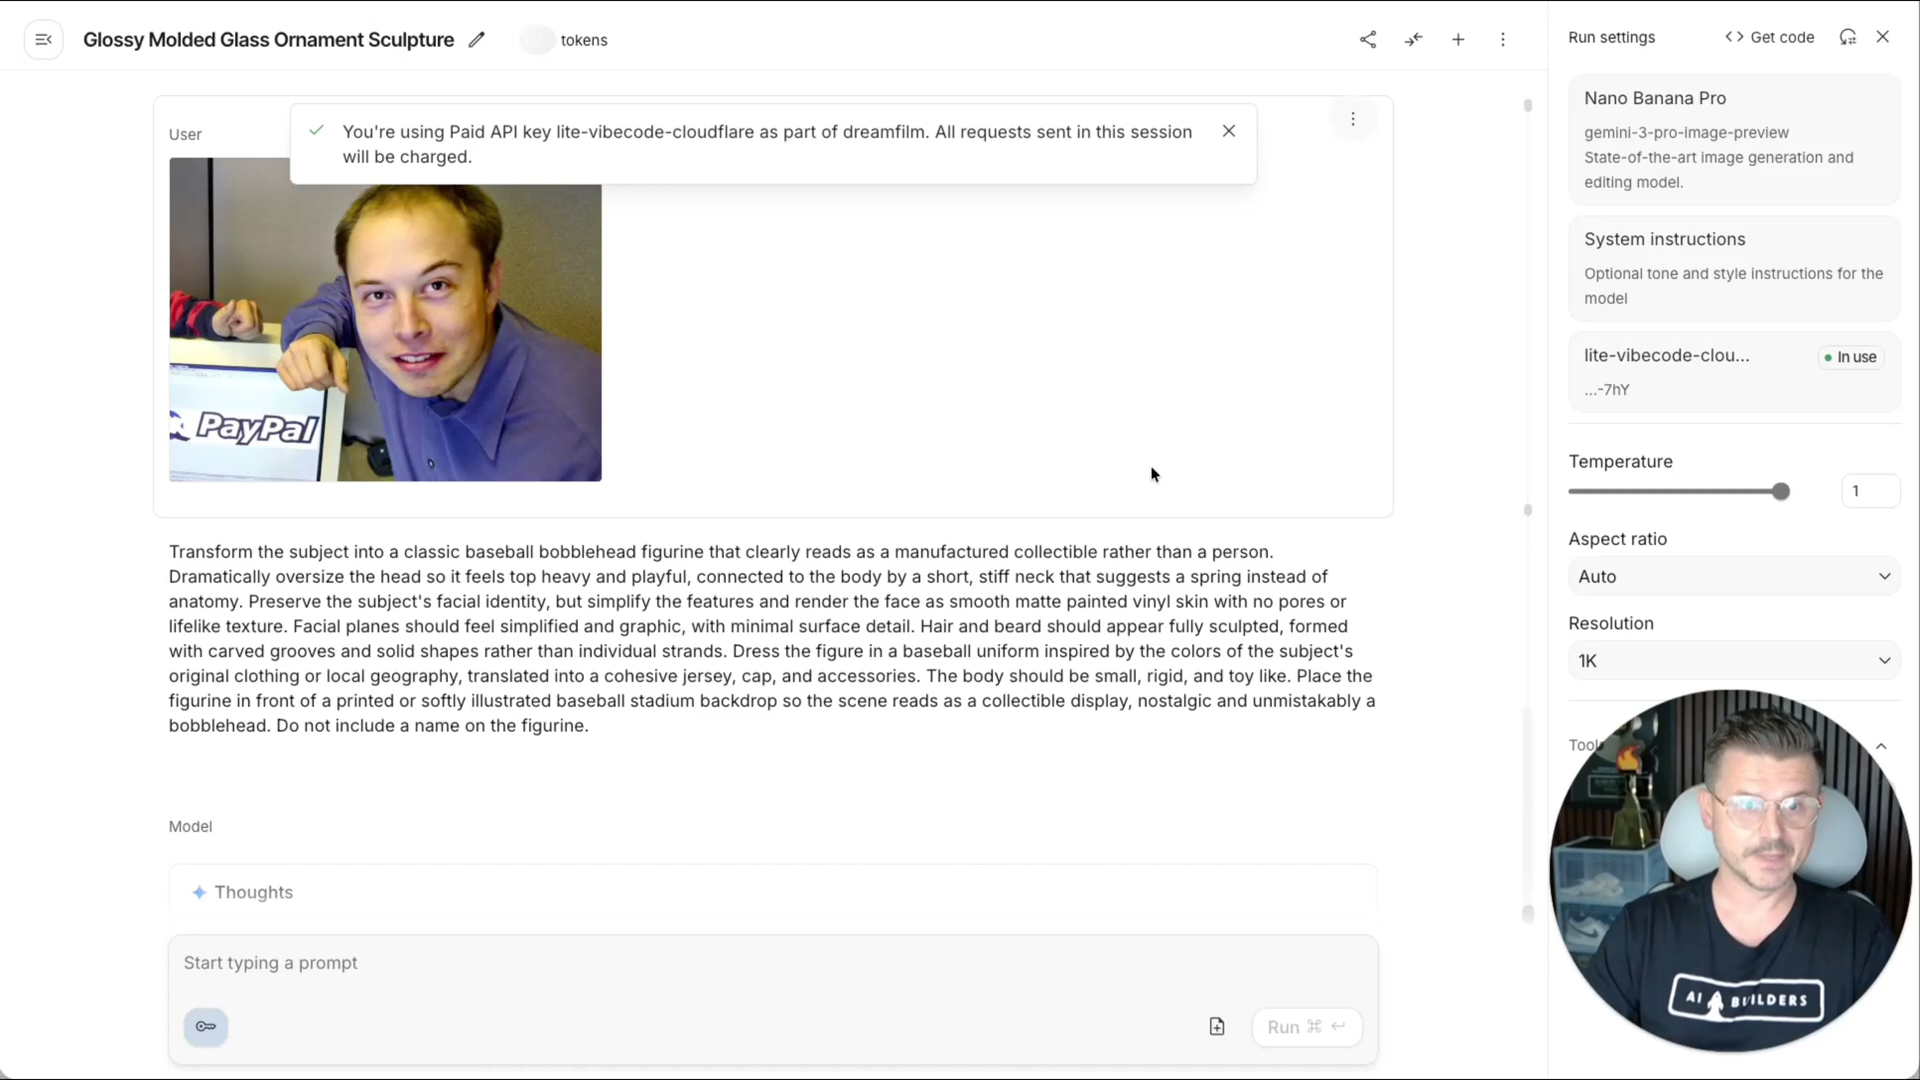 Glossy Molded Glass Ornament Sculpture
tokens
User
You're using Paid API key lite-vibecode-cloudflare as part of dreamfilm. All requests sent in this session
will be charged.
PayPal
Transform the subject into a classic baseball bobblehead figurine that clearly reads as a manufactured collectible rather than a person.
Dramatically oversize the head so it feels top heavy and playful, connected to the body by a short, stiff neck that suggests a spring instead of
anatomy. Preserve the subject's facial identity, but simplify the features and render the face as smooth matte painted vinyl skin with no pores or
lifelike texture. Facial planes should feel simplified and graphic, with minimal surface detail. Hair and beard should appear fully sculpted, formed
with carved grooves and solid shapes rather than individual strands. Dress the figure in a baseball uniform inspired by the colors of the subject's
original clothing or local geography, translated into a cohesive jersey, cap, and accessories. The body should be small, rigid, and toy like. Place the
figurine in front of a printed or softly illustrated baseball stadium backdrop so the scene reads as a collectible display, nostalgic and unmistakably a
bobblehead. Do not include a name on the figurine.
Model
Thoughts
Start typing a prompt
Run ⌘ ↵
Run settings
<> Get code
Nano Banana Pro
gemini-3-pro-image-preview
State-of-the-art image generation and
editing model.
System instructions
Optional tone and style instructions for the
model
lite-vibecode-clou...
In use
...-7hY
Temperature
1
Aspect ratio
Auto
Resolution
1K
AI BUILDERS